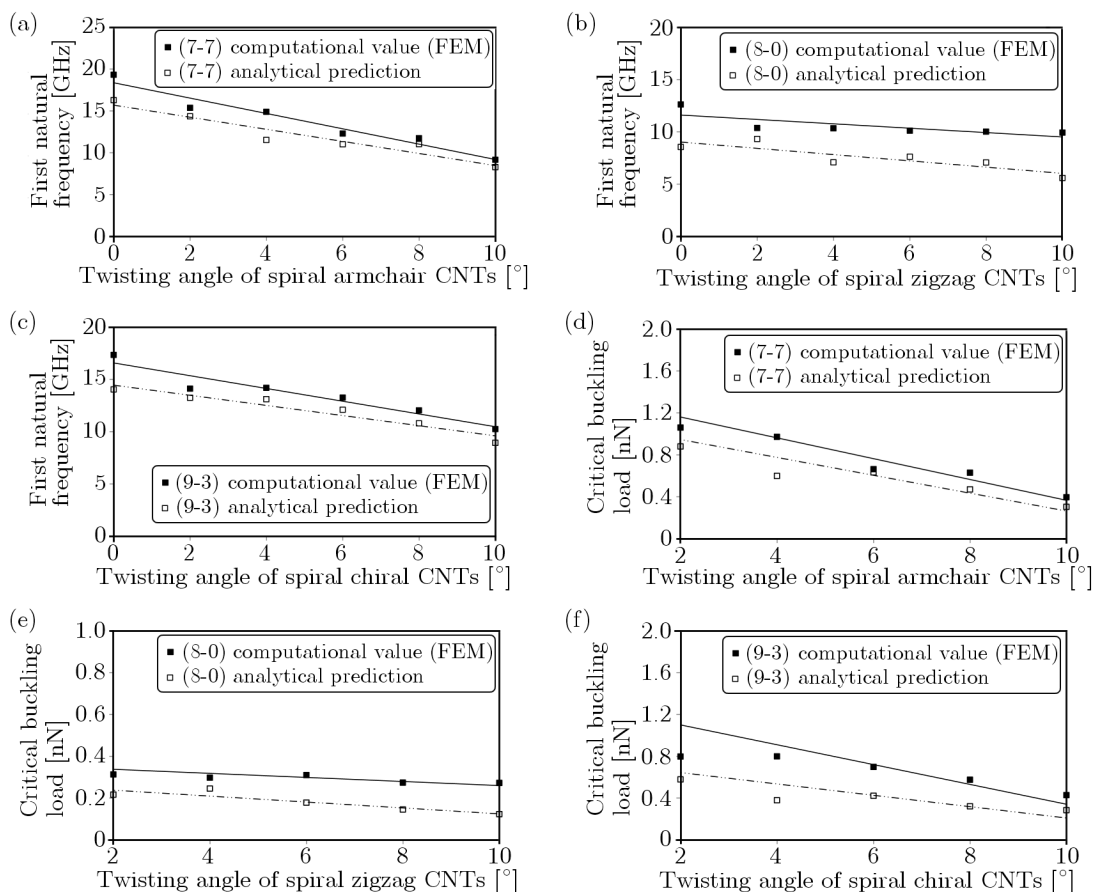 (a)
First natural
frequency [GHz]
25
20
15
10
5
0
(7-7) computational value (FEM)
(7-7) analytical prediction
0 2 4 6 8 10
Twisting angle of spiral armchair CNTs [°]
(b)
First natural
frequency [GHz]
20
15
10
5
0
(8-0) computational value (FEM)
(8-0) analytical prediction
0 2 4 6 8 10
Twisting angle of spiral zigzag CNTs [°]
(c)
First natural
frequency [GHz]
20
15
10
5
0
(9-3) computational value (FEM)
(9-3) analytical prediction
0 2 4 6 8 10
Twisting angle of spiral chiral CNTs [°]
(d)
Critical buckling
load [nN]
2.0
1.6
1.2
0.8
0.4
0
(7-7) computational value (FEM)
(7-7) analytical prediction
2 4 6 8 10
Twisting angle of spiral armchair CNTs [°]
(e)
Critical buckling
load [nN]
1.0
0.8
0.6
0.4
0.2
0
(8-0) computational value (FEM)
(8-0) analytical prediction
2 4 6 8 10
Twisting angle of spiral zigzag CNTs [°]
(f)
Critical buckling
load [nN]
2.0
1.6
1.2
0.8
0.4
0
(9-3) computational value (FEM)
(9-3) analytical prediction
2 4 6 8 10
Twisting angle of spiral chiral CNTs [°]